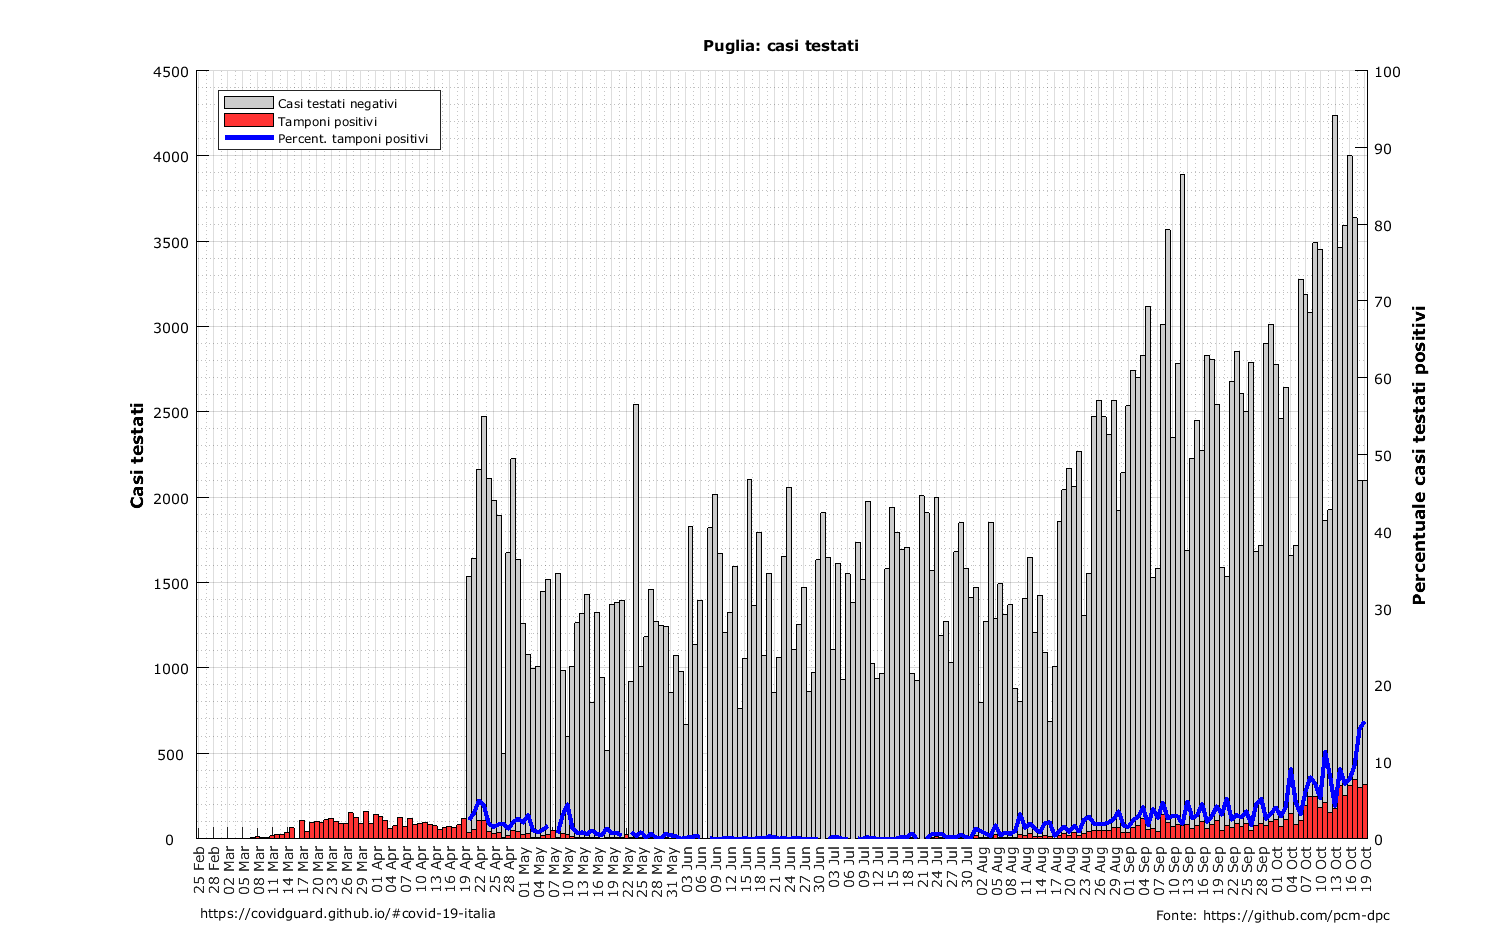 Puglia: casi testati
Casi testati negativi
Tamponi positivi
Percent. tamponi positivi
Casi testati
4500
4000
3500
3000
2500
2000
1500
1000
500
0
100
90
80
70
60
50
40
30
20
10
0
Percentuale casi testati positivi
25 Feb
28 Feb
02 Mar
05 Mar
08 Mar
11 Mar
14 Mar
17 Mar
20 Mar
23 Mar
26 Mar
29 Mar
01 Apr
04 Apr
07 Apr
10 Apr
13 Apr
16 Apr
19 Apr
22 Apr
25 Apr
28 Apr
01 May
04 May
07 May
10 May
13 May
16 May
19 May
22 May
25 May
28 May
31 May
03 Jun
06 Jun
09 Jun
12 Jun
15 Jun
18 Jun
21 Jun
24 Jun
27 Jun
30 Jun
03 Jul
06 Jul
09 Jul
12 Jul
15 Jul
18 Jul
21 Jul
24 Jul
27 Jul
30 Jul
02 Aug
05 Aug
08 Aug
11 Aug
14 Aug
17 Aug
20 Aug
23 Aug
26 Aug
29 Aug
01 Sep
04 Sep
07 Sep
10 Sep
13 Sep
16 Sep
19 Sep
22 Sep
25 Sep
28 Sep
01 Oct
04 Oct
07 Oct
10 Oct
13 Oct
16 Oct
19 Oct
https://covidguard.github.io/#covid-19-italia
Fonte: https://github.com/pcm-dpc